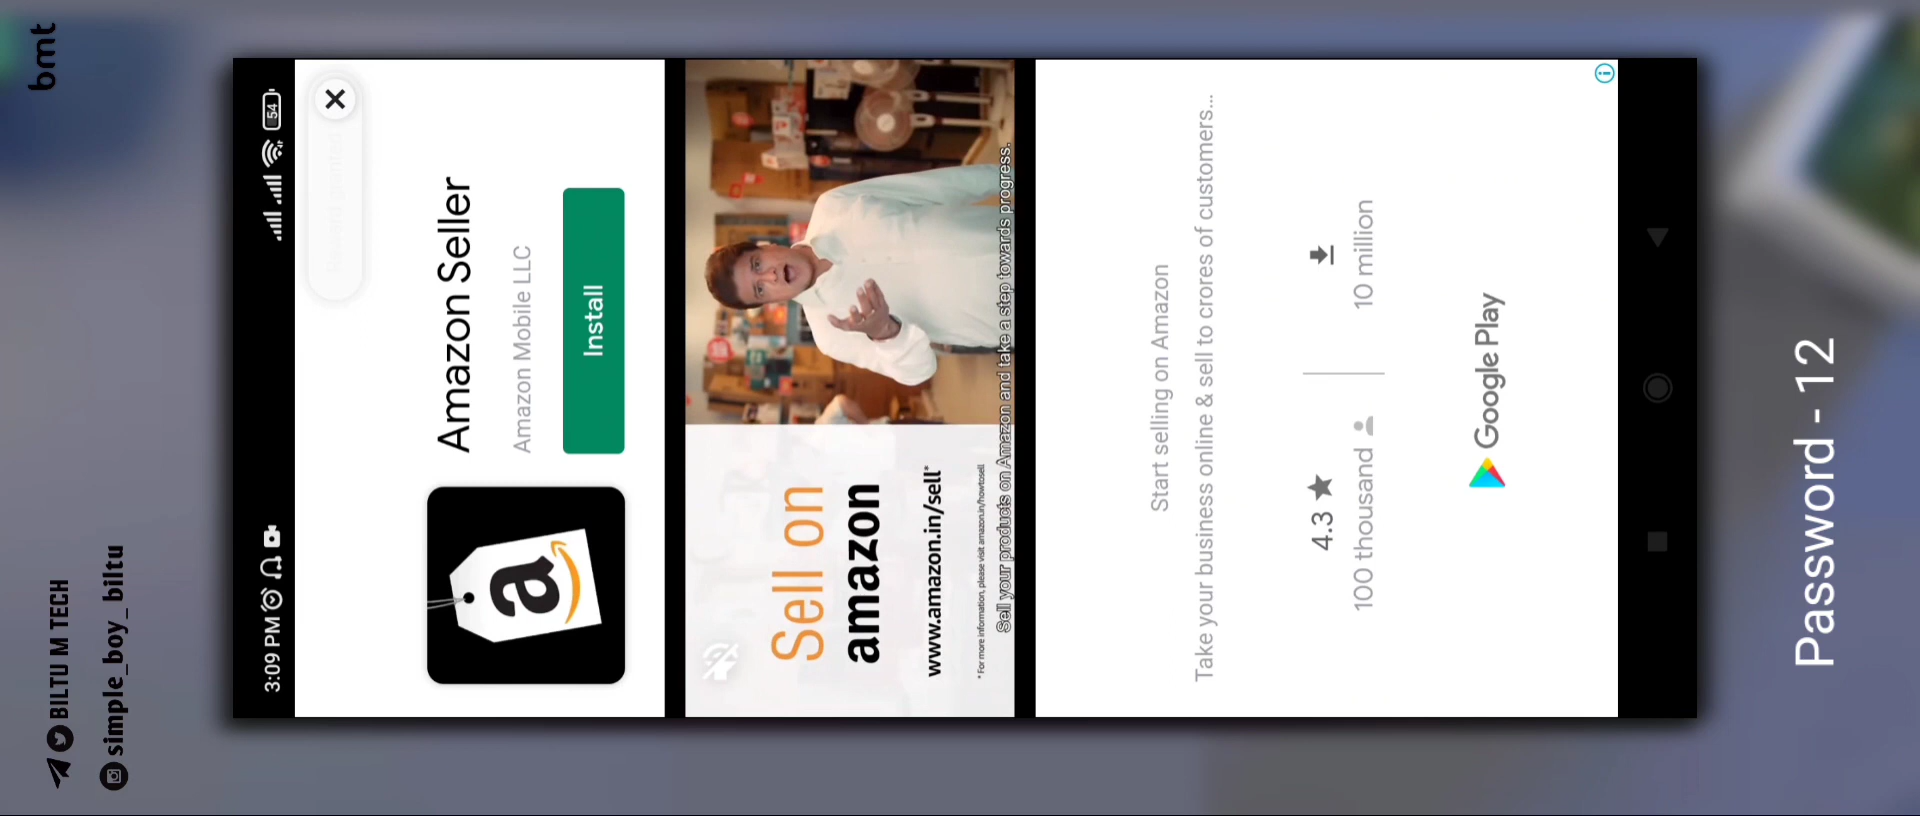 bmt
BILTU M TECH
simple_boy_ biltu
3:09 PM
54
Amazon Seller
Amazon Mobile LLC
Install
a
Sell on
amazon
www.amazon.in/sell*
* For more information, please visit amazon.in/howtosell
Sell your products on Amazon and take a step towards progress.
Start selling on Amazon
Take your business online & sell to crores of customers...
4.3
100 thousand
10 million
Google Play
Password - 12